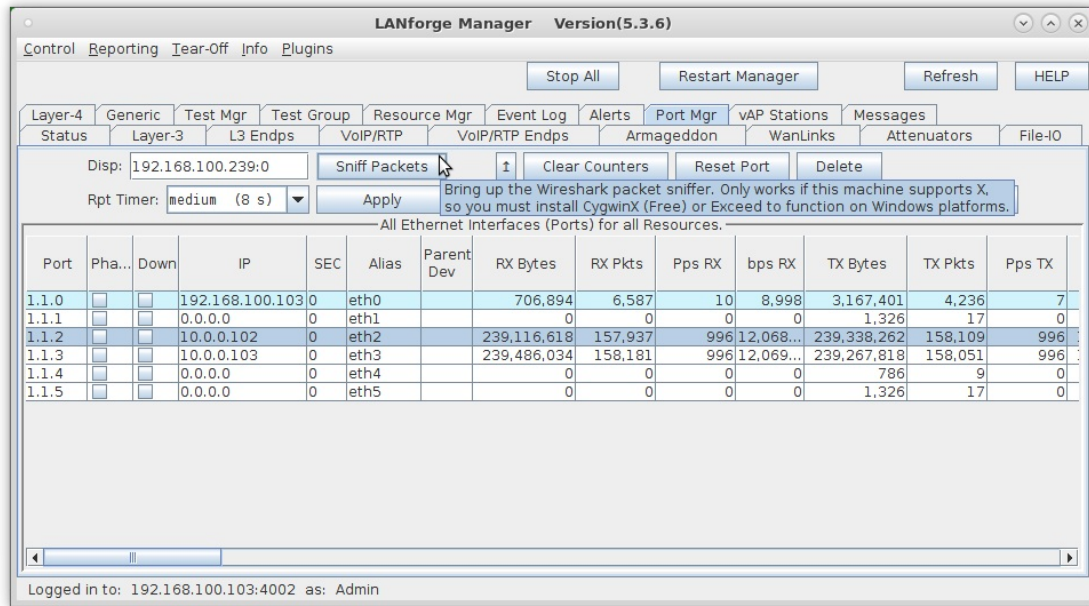 LANforge Manager Version(5.3.6)
Control Reporting Tear-Off Info Plugins
Stop All Restart Manager Refresh HELP
Layer-4 Generic Test Mgr Test Group Resource Mgr Event Log Alerts Port Mgr vAP Stations Messages
Status Layer-3 L3 Endps VoIP/RTP VoIP/RTP Endps Armageddon WanLinks Attenuators File-IO
Disp: 192.168.100.239:0 Sniff Packets ↥ Clear Counters Reset Port Delete
Rpt Timer: medium (8 s) Apply
Bring up the Wireshark packet sniffer. Only works if this machine supports X,
so you must install CygwinX (Free) or Exceed to function on Windows platforms.
All Ethernet Interfaces (Ports) for all Resources.
Port Pha... Down IP SEC Alias Parent Dev RX Bytes RX Pkts Pps RX bps RX TX Bytes TX Pkts Pps TX
1.1.0 192.168.100.103 0 eth0 706,894 6,587 10 8,998 3,167,401 4,236 7
1.1.1 0.0.0.0 0 eth1 0 0 0 0 1,326 17 0
1.1.2 10.0.0.102 0 eth2 239,116,618 157,937 996 12,068... 239,338,262 158,109 996
1.1.3 10.0.0.103 0 eth3 239,486,034 158,181 996 12,069... 239,267,818 158,051 996
1.1.4 0.0.0.0 0 eth4 0 0 0 0 786 9 0
1.1.5 0.0.0.0 0 eth5 0 0 0 0 1,326 17 0
Logged in to: 192.168.100.103:4002 as: Admin